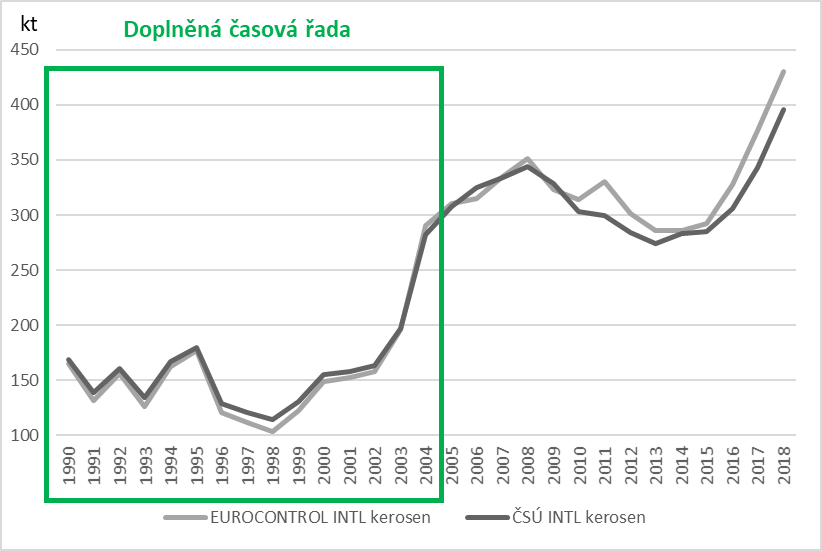 kt
Doplněná časová řada
450
400
350
300
250
200
150
100
1990 1991 1992 1993 1994 1995 1996 1997 1998 1999 2000 2001 2002 2003 2004 2005 2006 2007 2008 2009 2010 2011 2012 2013 2014 2015 2016 2017 2018
EUROCONTROL INTL kerosen ČSÚ INTL kerosen